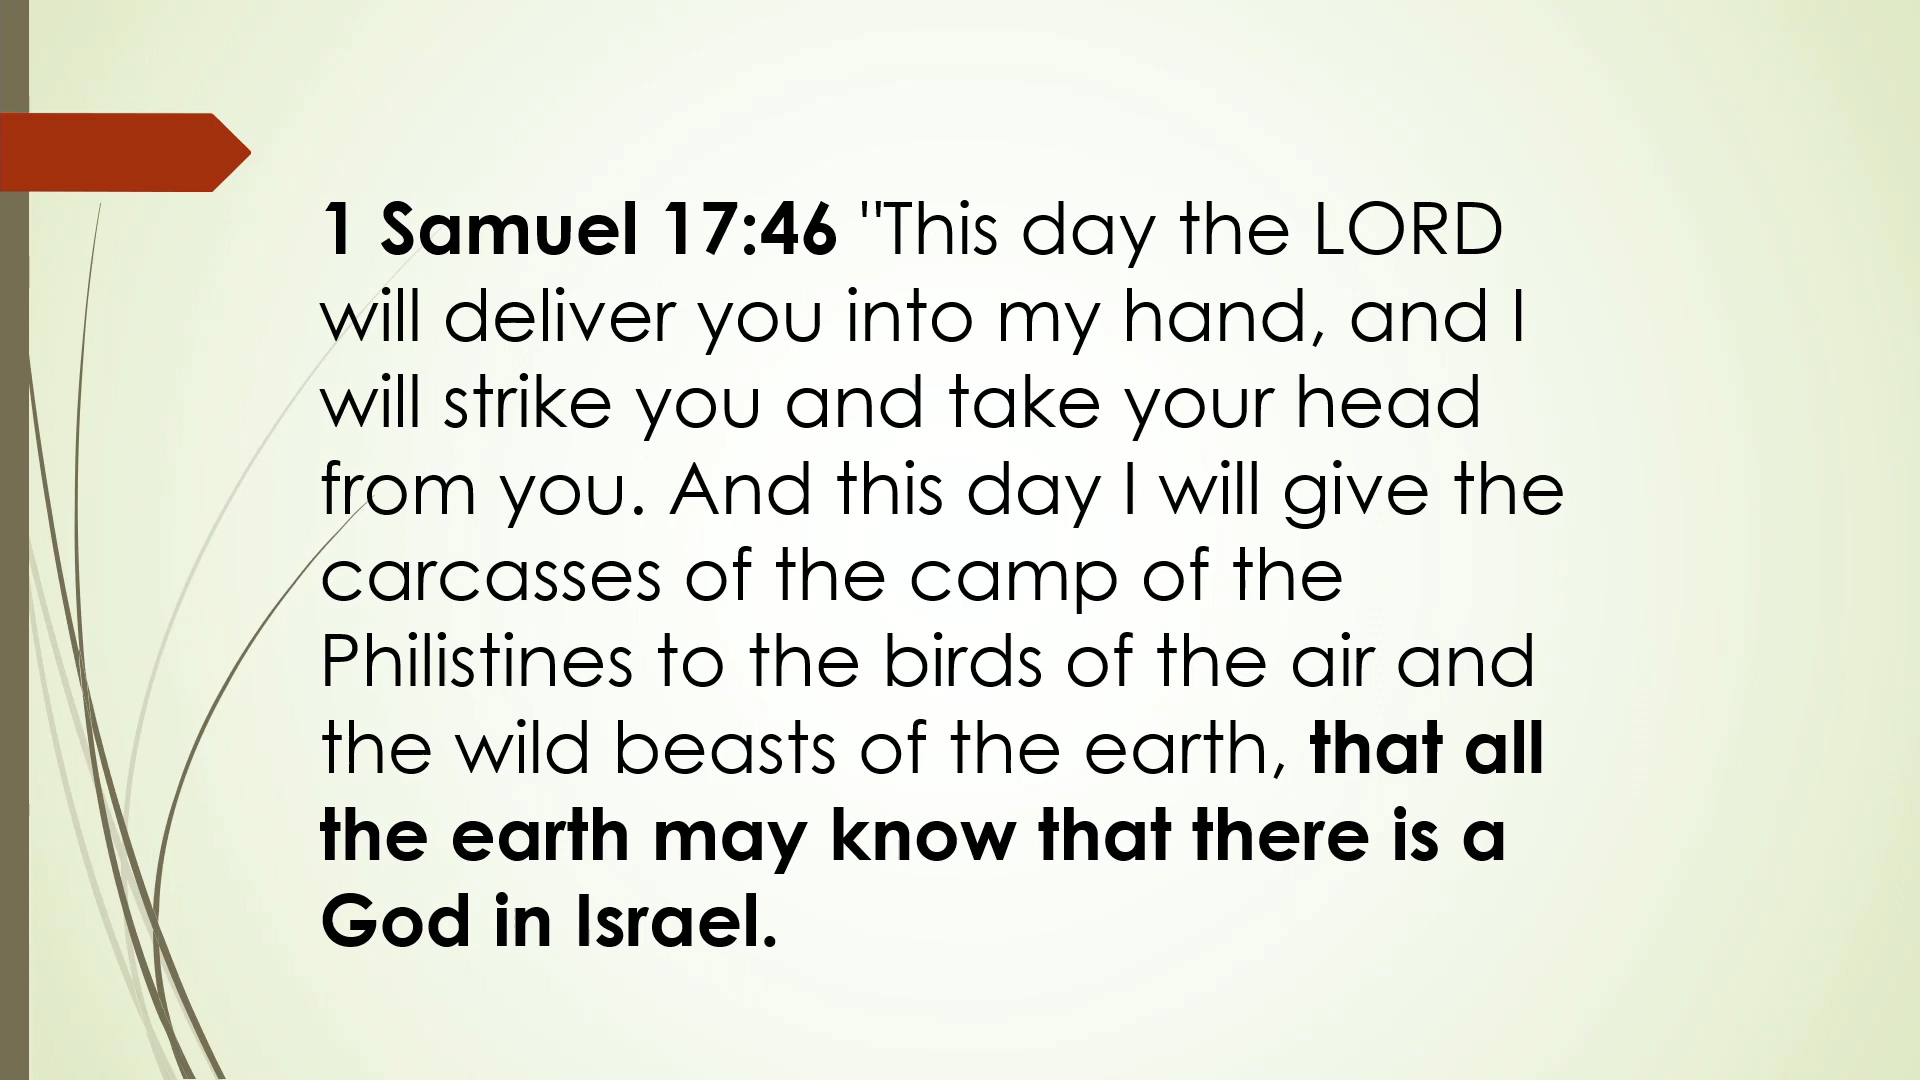 1 Samuel 17:46 "This day the LORD
will deliver you into my hand, and I
will strike you and take your head
from you. And this day I will give the
carcasses of the camp of the
Philistines to the birds of the air and
the wild beasts of the earth, that all
the earth may know that there is a
God in Israel.